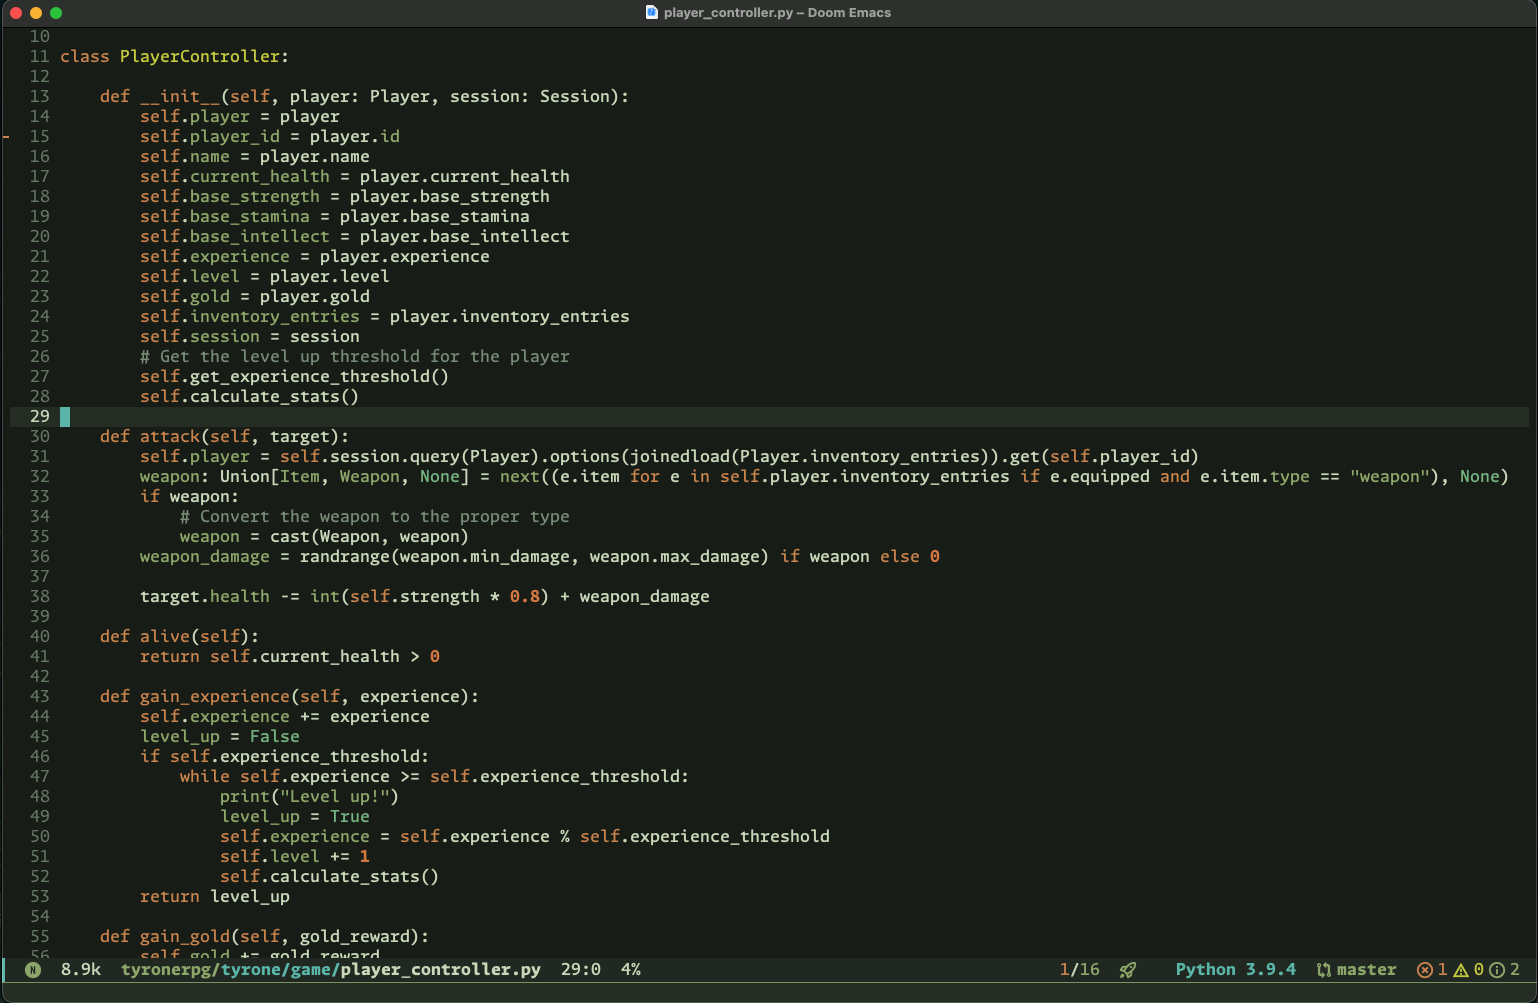 player_controller.py – Doom Emacs
10
11 class PlayerController:
12
13     def __init__(self, player: Player, session: Session):
14         self.player = player
15         self.player_id = player.id
16         self.name = player.name
17         self.current_health = player.current_health
18         self.base_strength = player.base_strength
19         self.base_stamina = player.base_stamina
20         self.base_intellect = player.base_intellect
21         self.experience = player.experience
22         self.level = player.level
23         self.gold = player.gold
24         self.inventory_entries = player.inventory_entries
25         self.session = session
26         # Get the level up threshold for the player
27         self.get_experience_threshold()
28         self.calculate_stats()
29
30     def attack(self, target):
31         self.player = self.session.query(Player).options(joinedload(Player.inventory_entries)).get(self.player_id)
32         weapon: Union[Item, Weapon, None] = next((e.item for e in self.player.inventory_entries if e.equipped and e.item.type == "weapon"), None)
33         if weapon:
34             # Convert the weapon to the proper type
35             weapon = cast(Weapon, weapon)
36         weapon_damage = randrange(weapon.min_damage, weapon.max_damage) if weapon else 0
37
38         target.health -= int(self.strength * 0.8) + weapon_damage
39
40     def alive(self):
41         return self.current_health > 0
42
43     def gain_experience(self, experience):
44         self.experience += experience
45         level_up = False
46         if self.experience_threshold:
47             while self.experience >= self.experience_threshold:
48                 print("Level up!")
49                 level_up = True
50                 self.experience = self.experience % self.experience_threshold
51                 self.level += 1
52                 self.calculate_stats()
53         return level_up
54
55     def gain_gold(self, gold_reward):
56         self.gold += gold_reward
N 8.9k tyronerpg/tyrone/game/player_controller.py 29:0 4% 1/16 Python 3.9.4 master 1 0 2